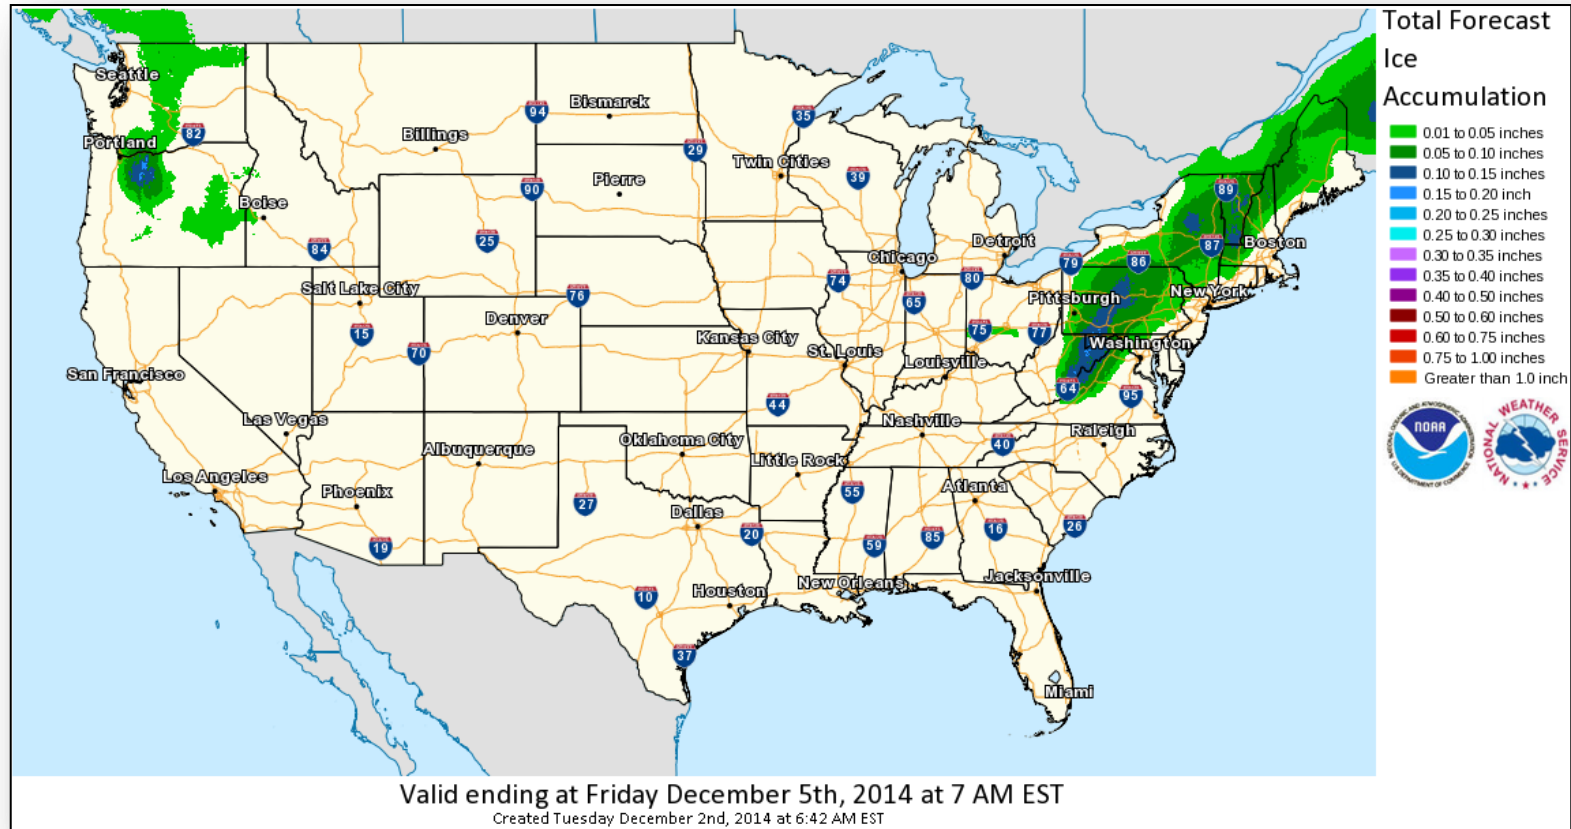 Total Forecast
Ice
Accumulation
0.01 to 0.05 inches
0.05 to 0.10 inches
0.10 to 0.15 inches
0.15 to 0.20 inch
0.20 to 0.25 inches
0.25 to 0.30 inches
0.30 to 0.35 inches
0.35 to 0.40 inches
0.40 to 0.50 inches
0.50 to 0.60 inches
0.60 to 0.75 inches
0.75 to 1.00 inches
Greater than 1.0 inch
NOAA
NATIONAL OCEANIC AND ATMOSPHERIC ADMINISTRATION
U.S. DEPARTMENT OF COMMERCE
NATIONAL WEATHER SERVICE
Seattle
94
Bismarck
35
Portland
82
Billings
29
Twin Cities
39
90
Pierre
89
Boise
84
25
Detroit
87
Boston
Chicago
79
86
Salt Lake City
76
74
65
80
Pittsburgh
New York
Denver
15
70
Kansas City
St. Louis
75
77
Washington
San Francisco
Louisville
64
95
Las Vegas
44
Albuquerque
Oklahoma City
Nashville
40
Raleigh
Los Angeles
Phoenix
Little Rock
27
55
Atlanta
Dallas
20
19
59
85
16
26
10
Houston
New Orleans
Jacksonville
37
Miami
Valid ending at Friday December 5th, 2014 at 7 AM EST
Created Tuesday December 2nd, 2014 at 6:42 AM EST